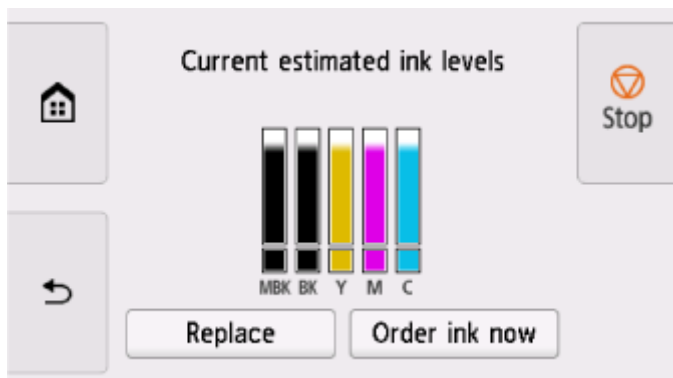 Current estimated ink levels
Stop
MBK BK Y M C
Replace
Order ink now